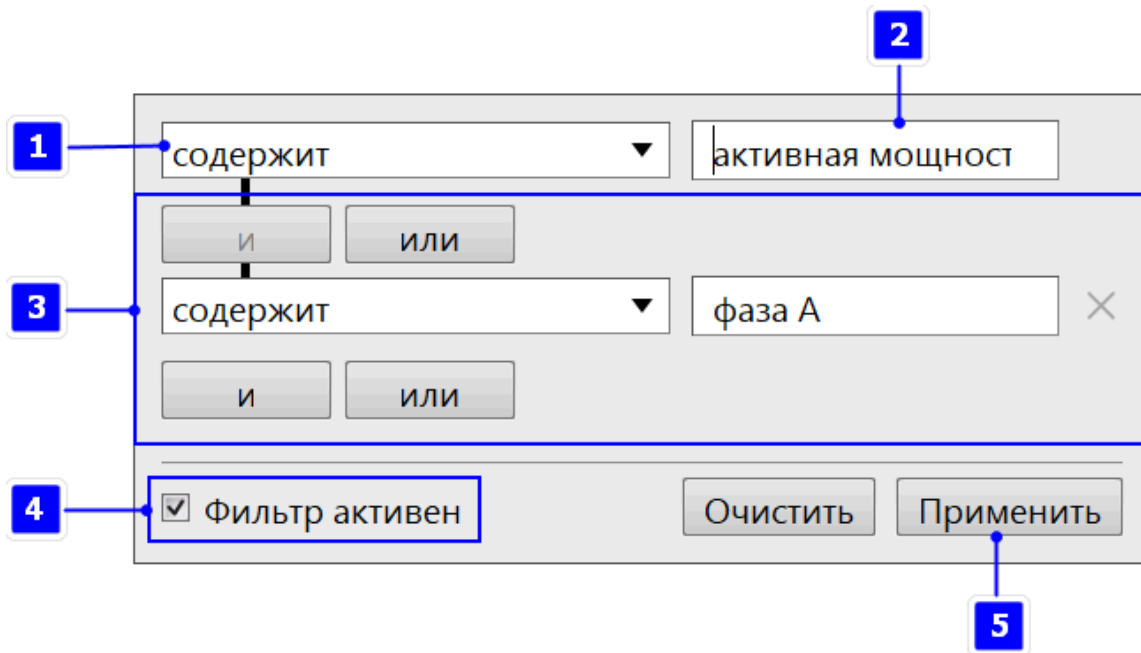 2
1
содержит
активная мощност
и
или
3
содержит
фаза А
и
или
4
Фильтр активен
Очистить
Применить
5